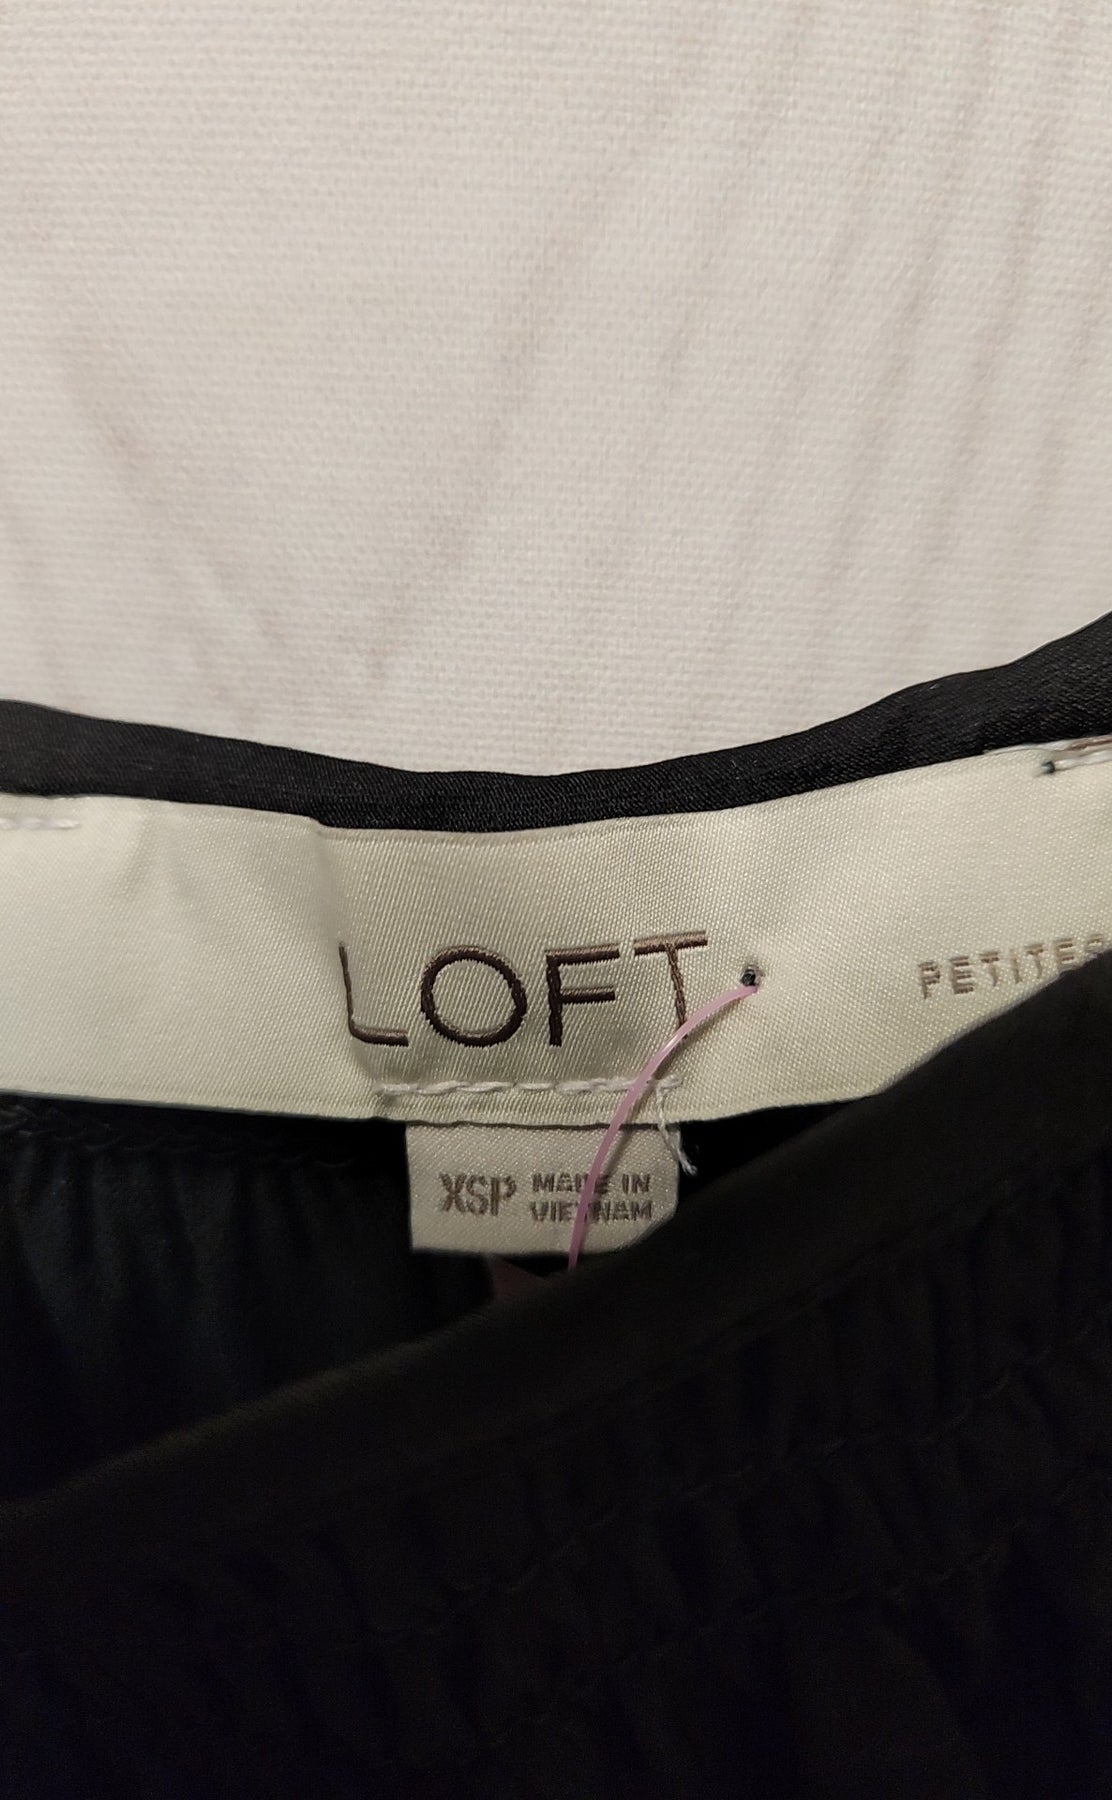 LOFT
PETITES
XSP
MADE IN
VIETNAM